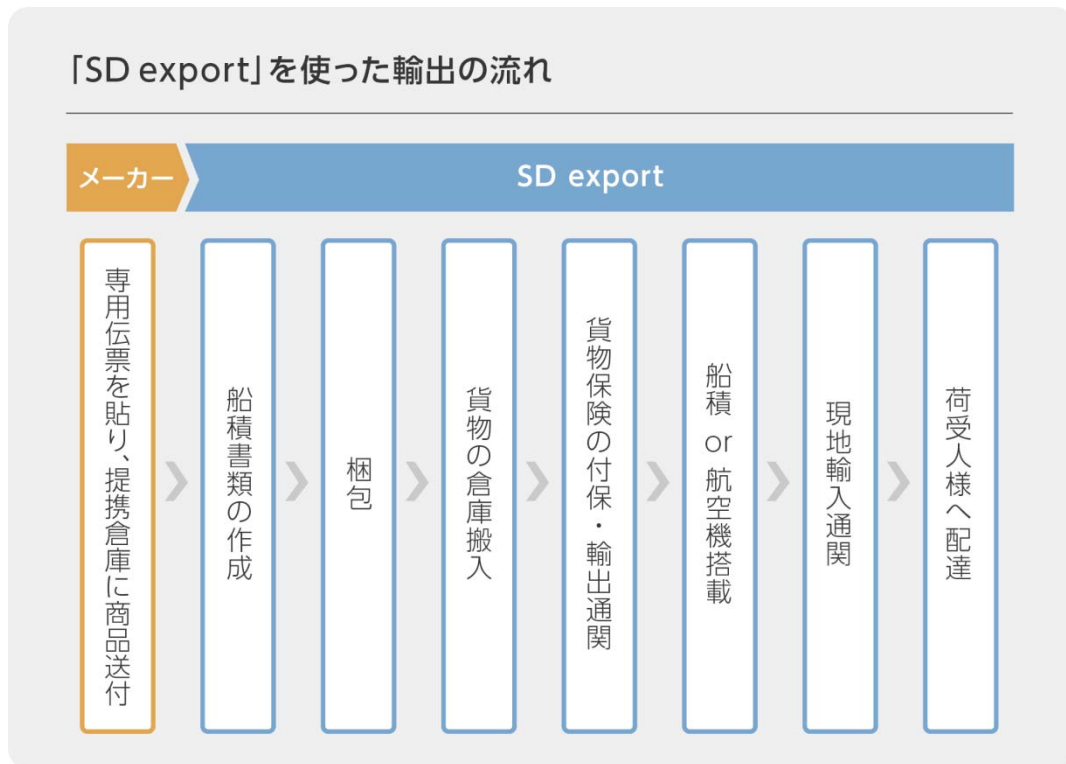 「SD export」を使った輸出の流れ
メーカー
SD export
専用伝票を貼り、提携倉庫に商品送付
船積書類の作成
梱包
貨物の倉庫搬入
貨物保険の付保・輸出通関
船積 or 航空機搭載
現地輸入通関
荷受人様へ配達